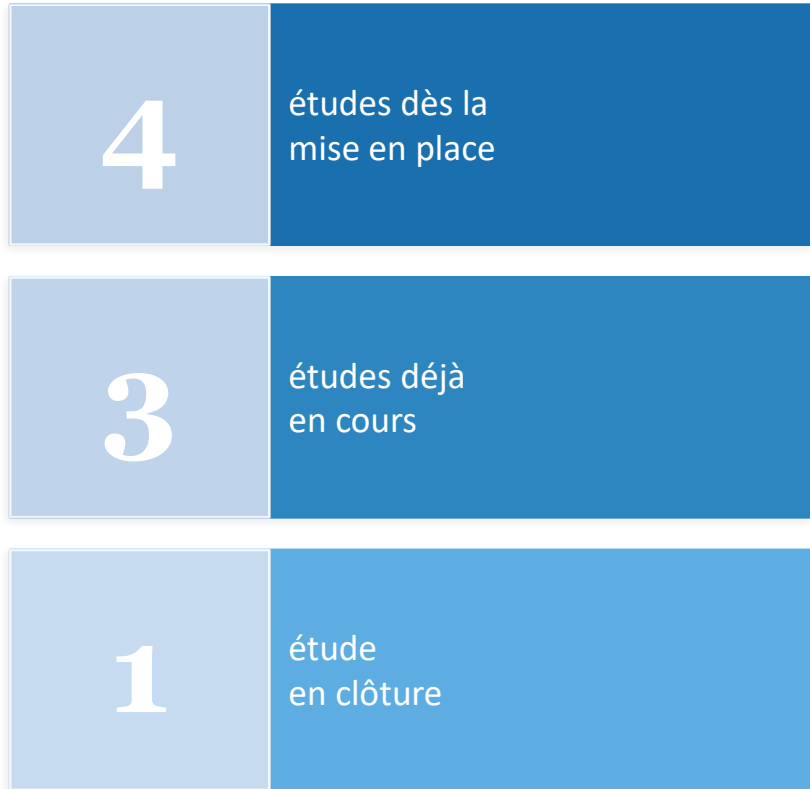 4
études dès la
mise en place
3
études déjà
en cours
1
étude
en clôture